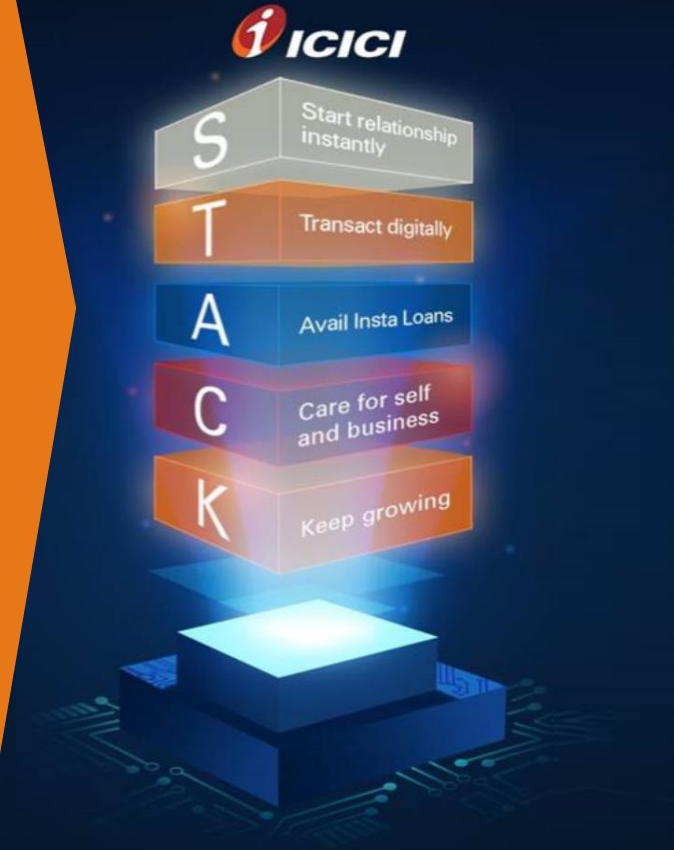 i ICICI
S
Start relationship
instantly
T
Transact digitally
A
Avail Insta Loans
C
Care for self
and business
K
Keep growing